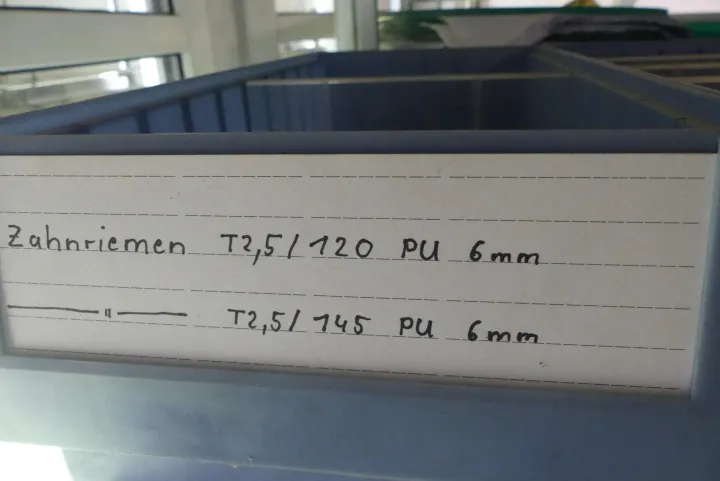 Zahnriemen T2,5/120 PU 6mm
—— " —— T2,5/145 PU 6mm